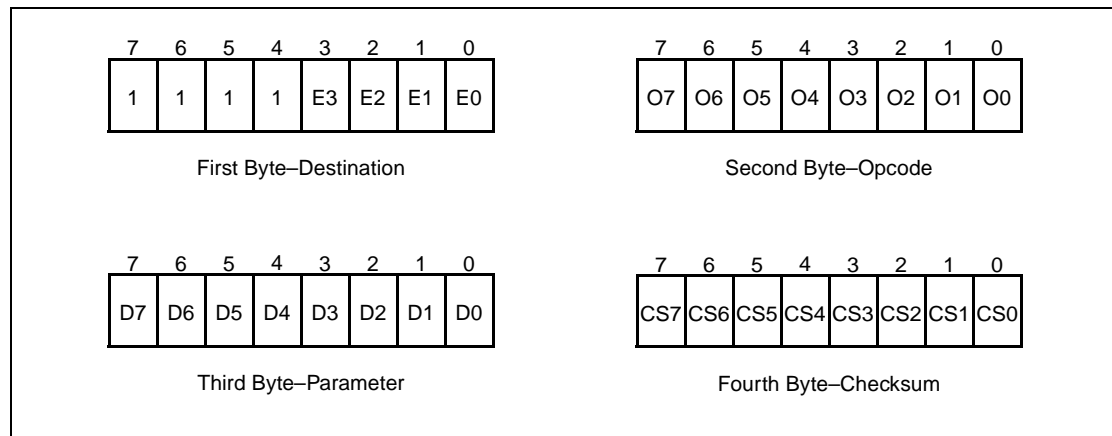 7 6 5 4 3 2 1 0
1 1 1 1 E3 E2 E1 E0
First Byte–Destination
7 6 5 4 3 2 1 0
O7 O6 O5 O4 O3 O2 O1 O0
Second Byte–Opcode
7 6 5 4 3 2 1 0
D7 D6 D5 D4 D3 D2 D1 D0
Third Byte–Parameter
7 6 5 4 3 2 1 0
CS7 CS6 CS5 CS4 CS3 CS2 CS1 CS0
Fourth Byte–Checksum